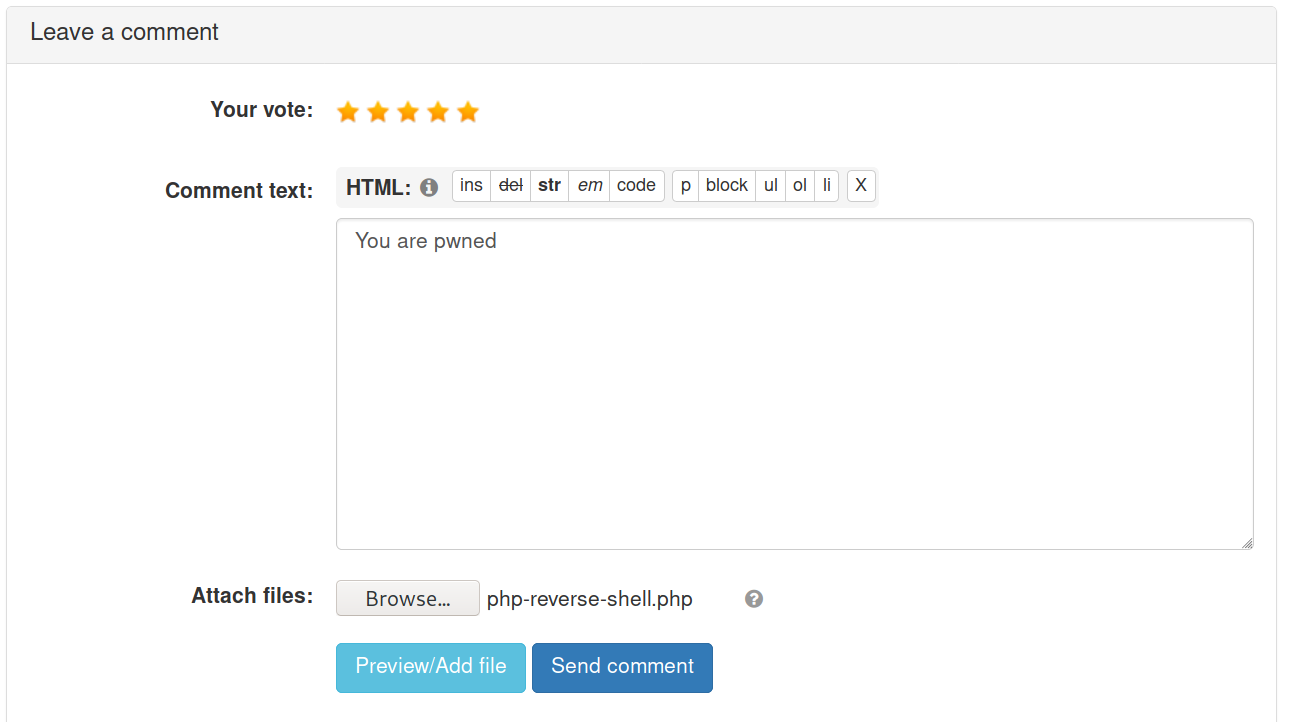 Leave a comment
Your vote:
Comment text: HTML: ins del str em code p block ul ol li X
You are pwned
Attach files: Browse... php-reverse-shell.php
Preview/Add file Send comment